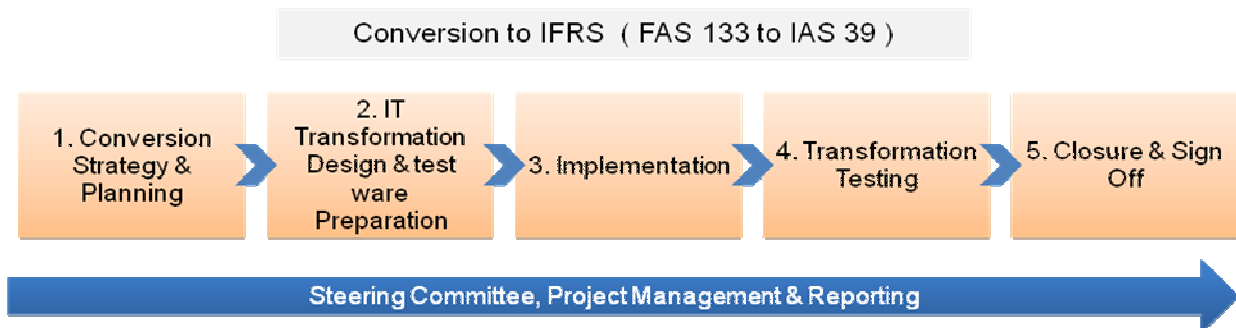 Conversion to IFRS ( FAS 133 to IAS 39 )
1. Conversion
Strategy &
Planning
2. IT
Transformation
Design & test
ware
Preparation
3. Implementation
4. Transformation
Testing
5. Closure & Sign
Off
Steering Committee, Project Management & Reporting